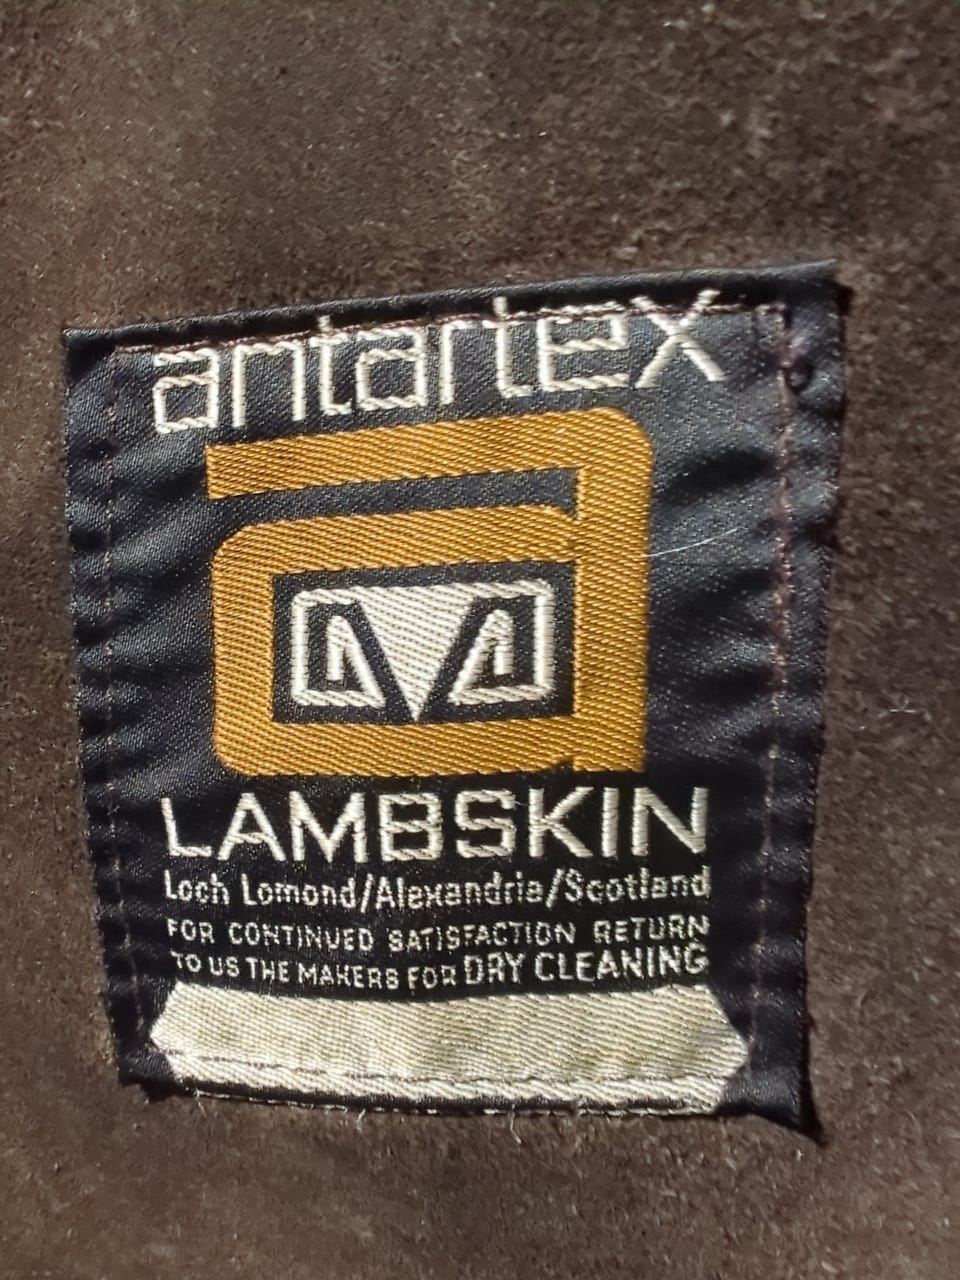 antartex
LAMBSKIN
Loch Lomond/Alexandria/Scotland
FOR CONTINUED SATISFACTION RETURN
TO US THE MAKERS FOR DRY CLEANING